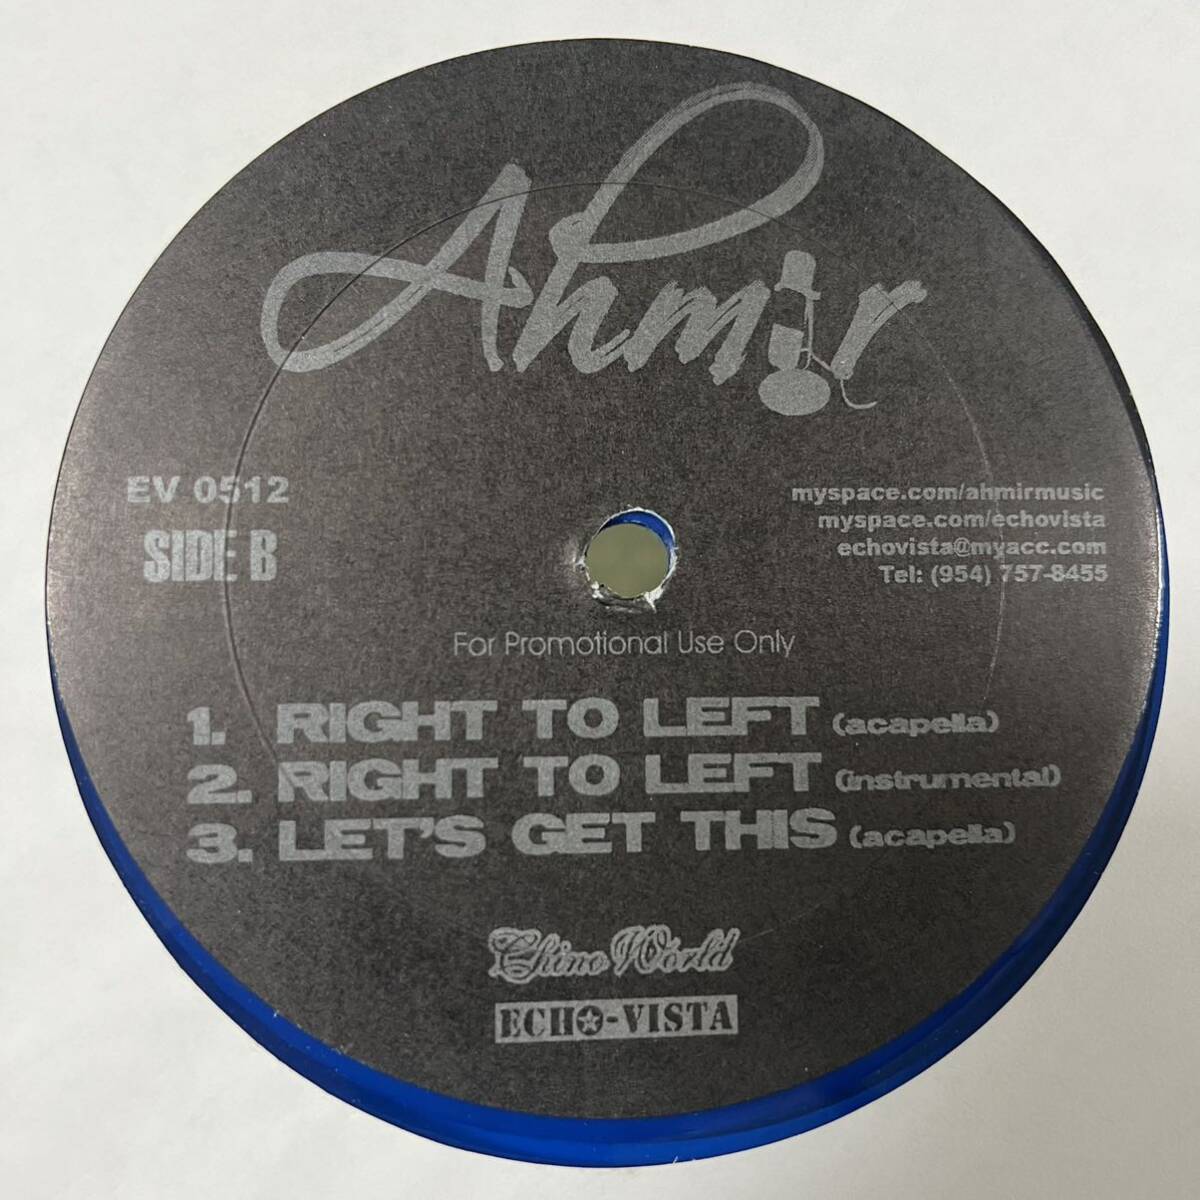 Ahmir
EV 0512
SIDE B
myspace.com/ahmirmusic
myspace.com/echovista
echovista@myacc.com
Tel: (954) 757-8455
For Promotional Use Only
1. RIGHT TO LEFT (acapella)
2. RIGHT TO LEFT (instrumental)
3. LET'S GET THIS (acapella)
Chino World
ECHO-VISTA